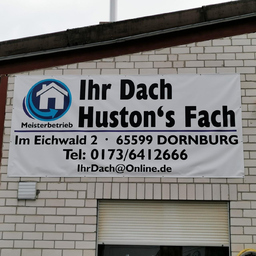 Ihr Dach
Huston's Fach
Meisterbetrieb
Im Eichwald 2 · 65599 DORNBURG
Tel: 0173/6412666
IhrDach@Online.de